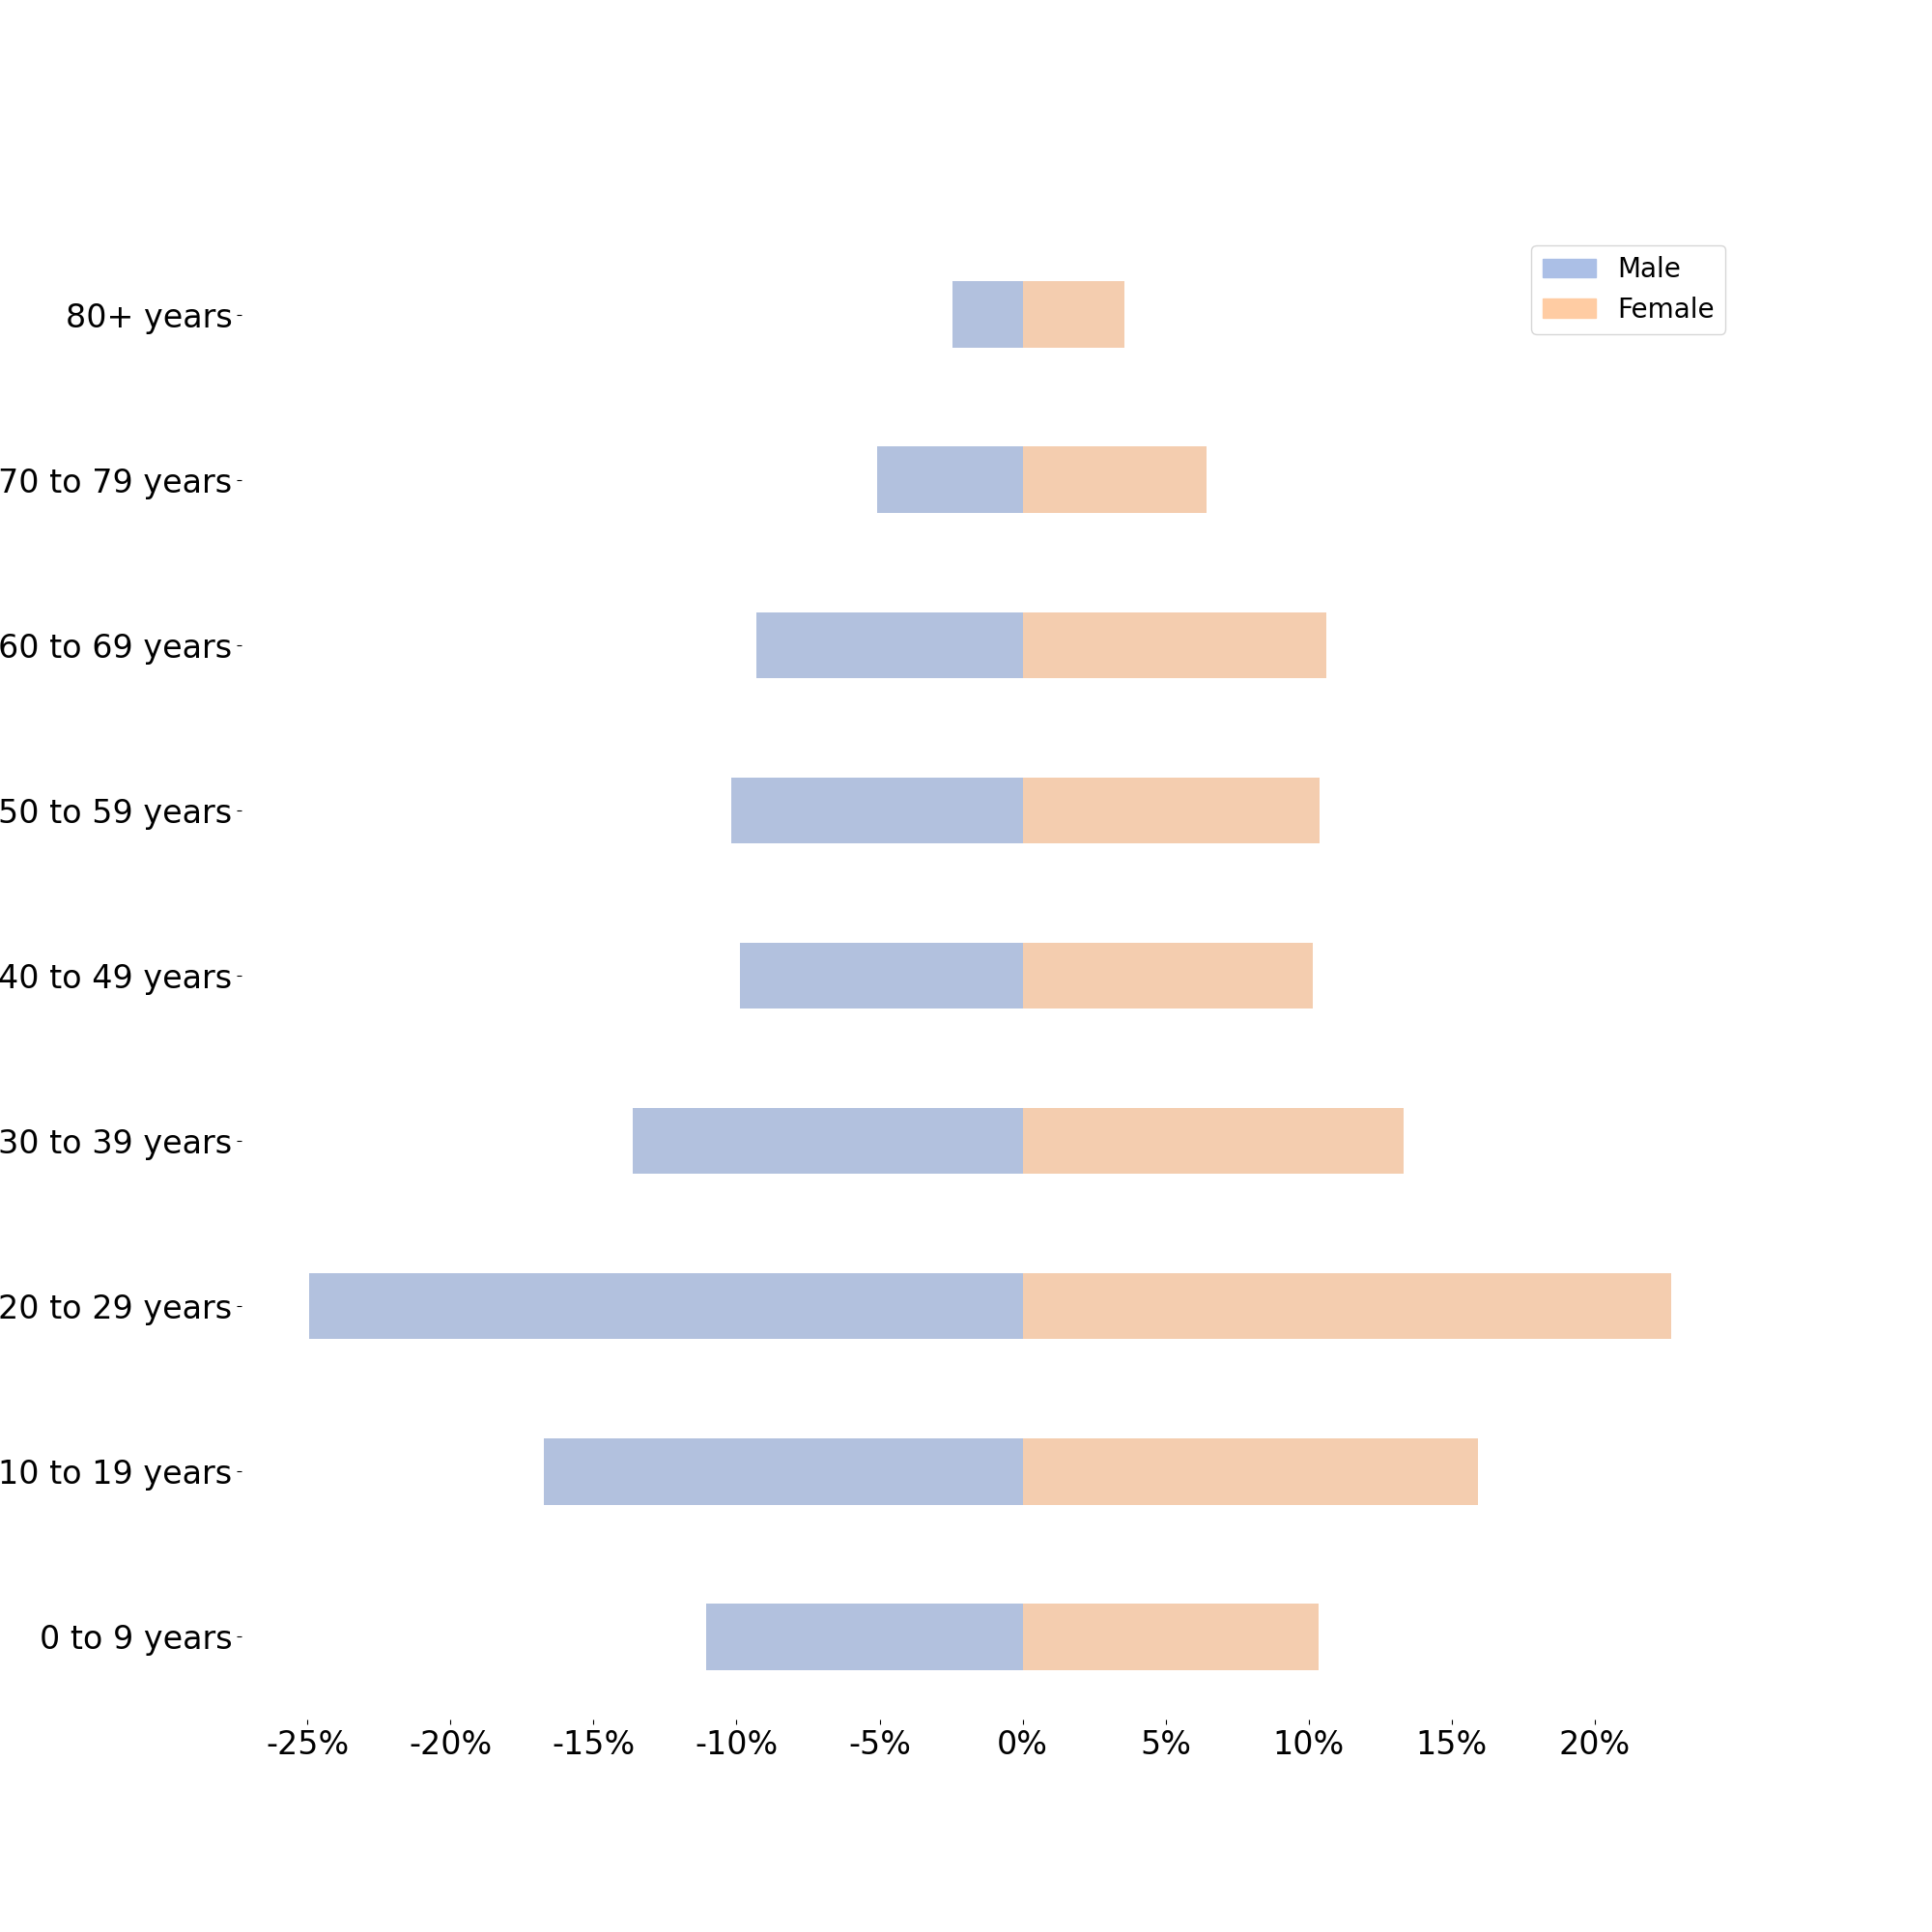 Male
Female
80+ years
70 to 79 years
60 to 69 years
50 to 59 years
40 to 49 years
30 to 39 years
20 to 29 years
10 to 19 years
0 to 9 years
-25% -20% -15% -10% -5% 0% 5% 10% 15% 20%